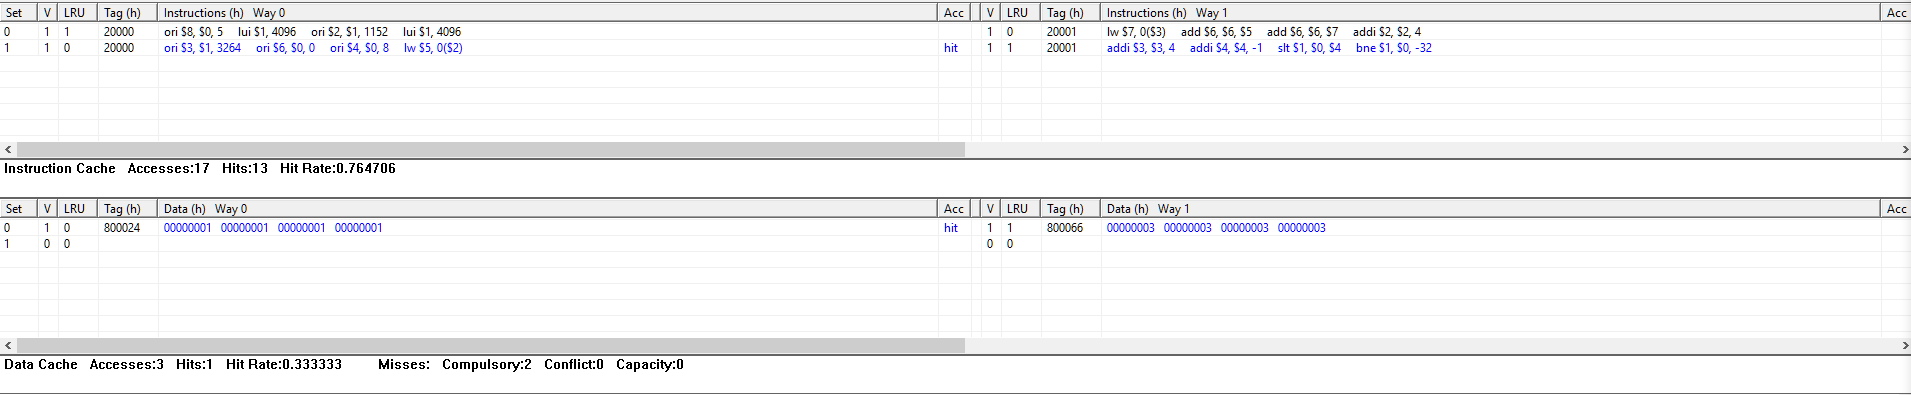 Set V LRU Tag (h) Instructions (h) Way 0 Acc V LRU Tag (h) Instructions (h) Way 1 Acc
0 1 1 20000 ori $8, $0, 5 lui $1, 4096 ori $2, $1, 1152 lui $1, 4096 1 0 20001 lw $7, 0($3) add $6, $6, $5 add $6, $6, $7 addi $2, $2, 4
1 1 0 20000 ori $3, $1, 3264 ori $6, $0, 0 ori $4, $0, 8 lw $5, 0($2) hit 1 1 20001 addi $3, $3, 4 addi $4, $4, -1 slt $1, $0, $4 bne $1, $0, -32
Instruction Cache Accesses:17 Hits:13 Hit Rate:0.764706
Set V LRU Tag (h) Data (h) Way 0 Acc V LRU Tag (h) Data (h) Way 1 Acc
0 1 0 800024 00000001 00000001 00000001 00000001 hit 1 1 800066 00000003 00000003 00000003 00000003
1 0 0 0 0
Data Cache Accesses:3 Hits:1 Hit Rate:0.333333 Misses: Compulsory:2 Conflict:0 Capacity:0